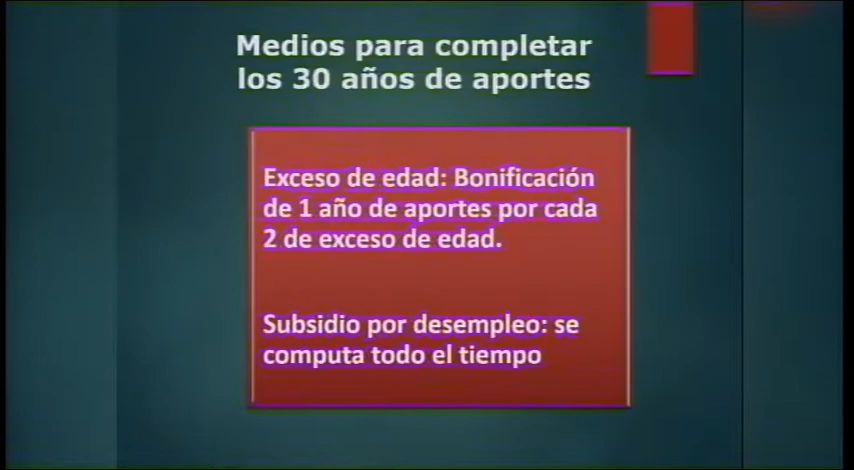 Medios para completar
los 30 años de aportes
Exceso de edad: Bonificación
de 1 año de aportes por cada
2 de exceso de edad.
Subsidio por desempleo: se
computa todo el tiempo